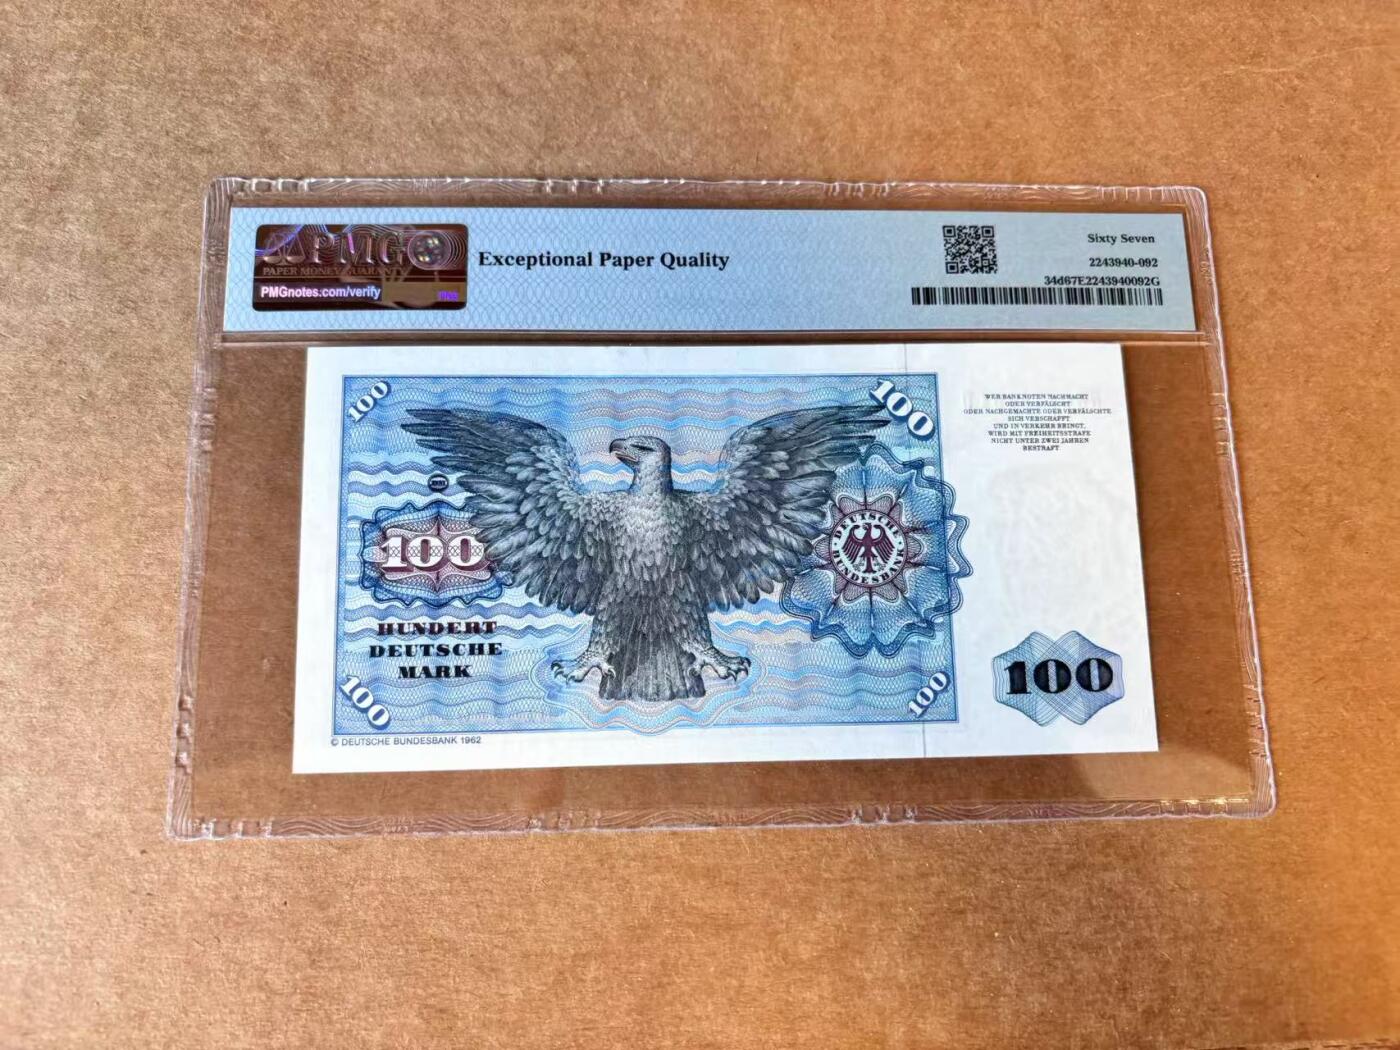 PMG
PAPER MONEY GUARANTY
PMGnotes.com/verify
PMG
Exceptional Paper Quality
Sixty Seven
2243940-092
34d67E2243940092G
100
100
WER BANKNOTEN NACHMACHT
ODER VERFÄLSCHT
ODER NACHGEMACHTE ODER VERFÄLSCHTE
SICH VERSCHAFFT
UND IN VERKEHR BRINGT,
WIRD MIT FREIHEITSSTRAFE
NICHT UNTER ZWEI JAHREN
BESTRAFT
100
DEUTSCHE
BUNDESBANK
HUNDERT
DEUTSCHE
MARK
100
100
100
© DEUTSCHE BUNDESBANK 1962